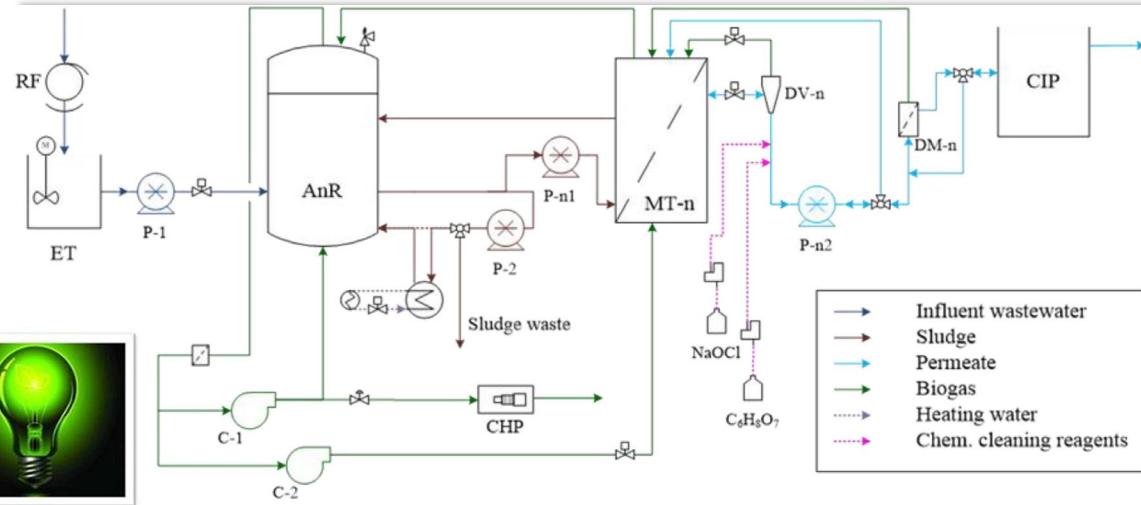 RF
M
ET
P-1
AnR
P-n1
P-2
Sludge waste
MT-n
DV-n
DM-n
P-n2
CIP
NaOCl
C₆H₈O₇
C-1
C-2
CHP
Influent wastewater
Sludge
Permeate
Biogas
Heating water
Chem. cleaning reagents